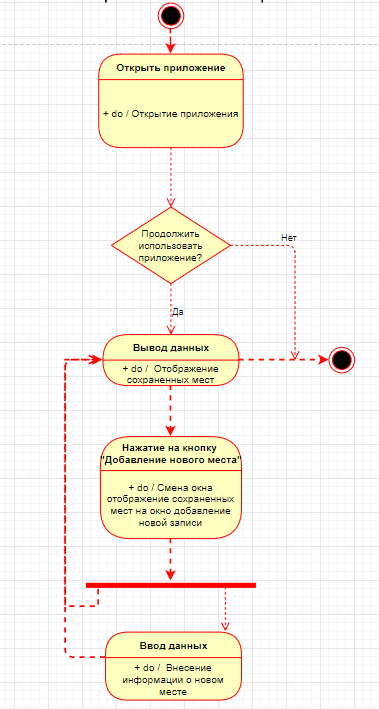 Открыть приложение
+ do / Открытие приложения
Продолжить
использовать
приложение?
Нет
Да
Вывод данных
+ do / Отображение
сохраненных мест
Нажатие на кнопку
"Добавление нового места"
+ do / Смена окна
отображение сохраненных
мест на окно добавление
новой записи
Ввод данных
+ do / Внесение
информации о новом
месте